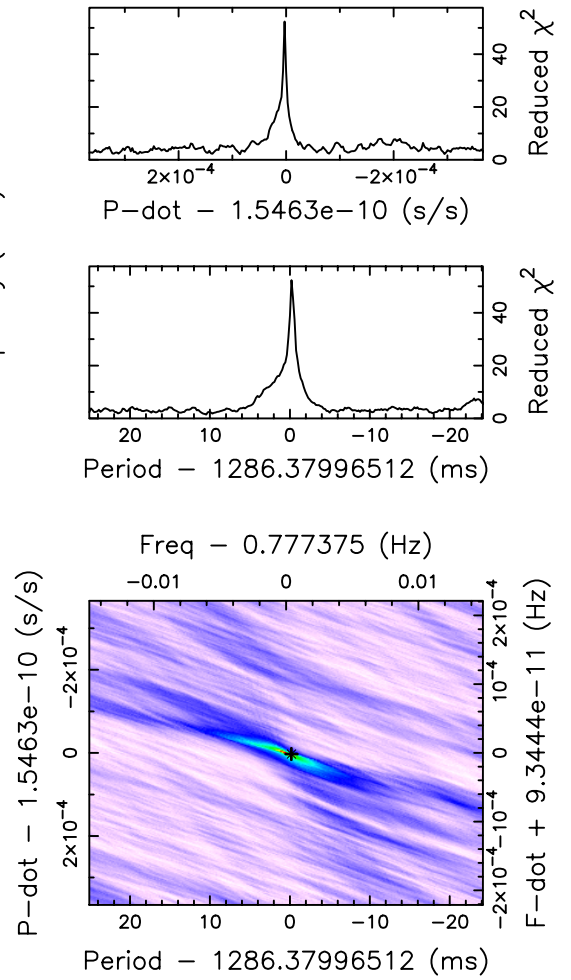 0 20 40
Reduced χ²
2×10⁻⁴ 0 −2×10⁻⁴
P−dot − 1.5463e−10 (s/s)
0 20 40
Reduced χ²
20 10 0 −10 −20
Period − 1286.37996512 (ms)
Freq − 0.777375 (Hz)
−0.01 0 0.01
P−dot − 1.5463e−10 (s/s)
−2×10⁻⁴ 0 2×10⁻⁴
2×10⁻⁴ 10⁻⁴ 0 −10⁻⁴ −2×10⁻⁴
F−dot + 9.3444e−11 (Hz)
20 10 0 −10 −20
Period − 1286.37996512 (ms)